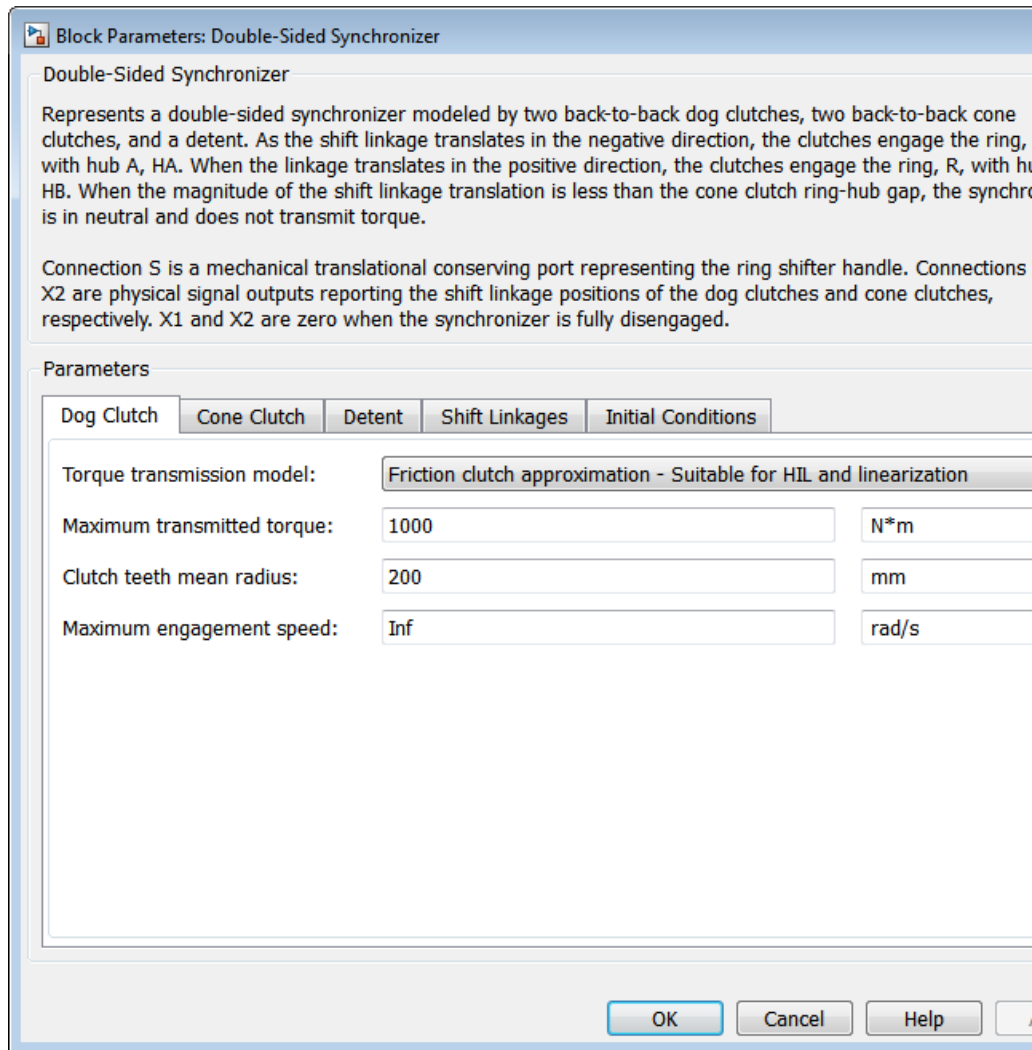 Block Parameters: Double-Sided Synchronizer
Double-Sided Synchronizer
Represents a double-sided synchronizer modeled by two back-to-back dog clutches, two back-to-back cone
clutches, and a detent. As the shift linkage translates in the negative direction, the clutches engage the ring,
with hub A, HA. When the linkage translates in the positive direction, the clutches engage the ring, R, with
HB. When the magnitude of the shift linkage translation is less than the cone clutch ring-hub gap, the
is in neutral and does not transmit torque.
Connection S is a mechanical translational conserving port representing the ring shifter handle. Connections
X2 are physical signal outputs reporting the shift linkage positions of the dog clutches and cone clutches,
respectively. X1 and X2 are zero when the synchronizer is fully disengaged.
Parameters
Dog Clutch Cone Clutch Detent Shift Linkages Initial Conditions
Torque transmission model: Friction clutch approximation - Suitable for HIL and linearization
Maximum transmitted torque: 1000 N*m
Clutch teeth mean radius: 200 mm
Maximum engagement speed: Inf rad/s
OK Cancel Help